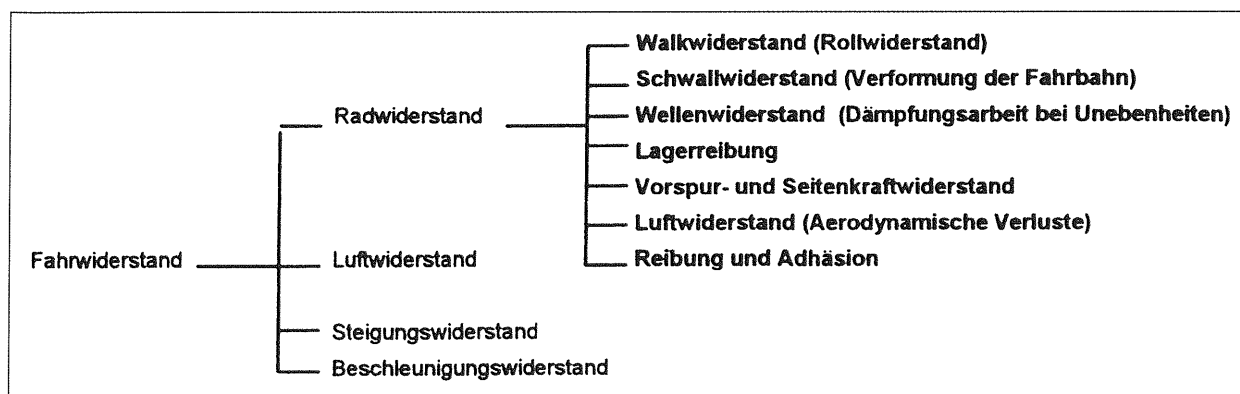 Fahrwiderstand
Radwiderstand
Luftwiderstand
Steigungswiderstand
Beschleunigungswiderstand
Walkwiderstand (Rollwiderstand)
Schwallwiderstand (Verformung der Fahrbahn)
Wellenwiderstand (Dämpfungsarbeit bei Unebenheiten)
Lagerreibung
Vorspur- und Seitenkraftwiderstand
Luftwiderstand (Aerodynamische Verluste)
Reibung und Adhäsion